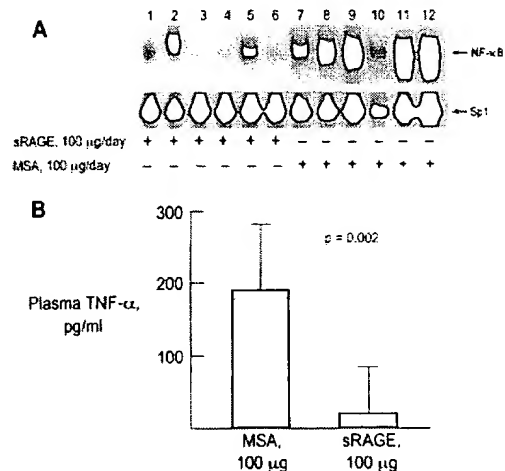 A
1 2 3 4 5 6 7 8 9 10 11 12
NF-κB
Sp1
sRAGE, 100 μg/day + + + + + + – – – – – –
MSA, 100 μg/day – – – – – – + + + + + +
B
300
p = 0.002
Plasma TNF-α,
pg/ml
200
100
MSA,
100 μg
sRAGE,
100 μg